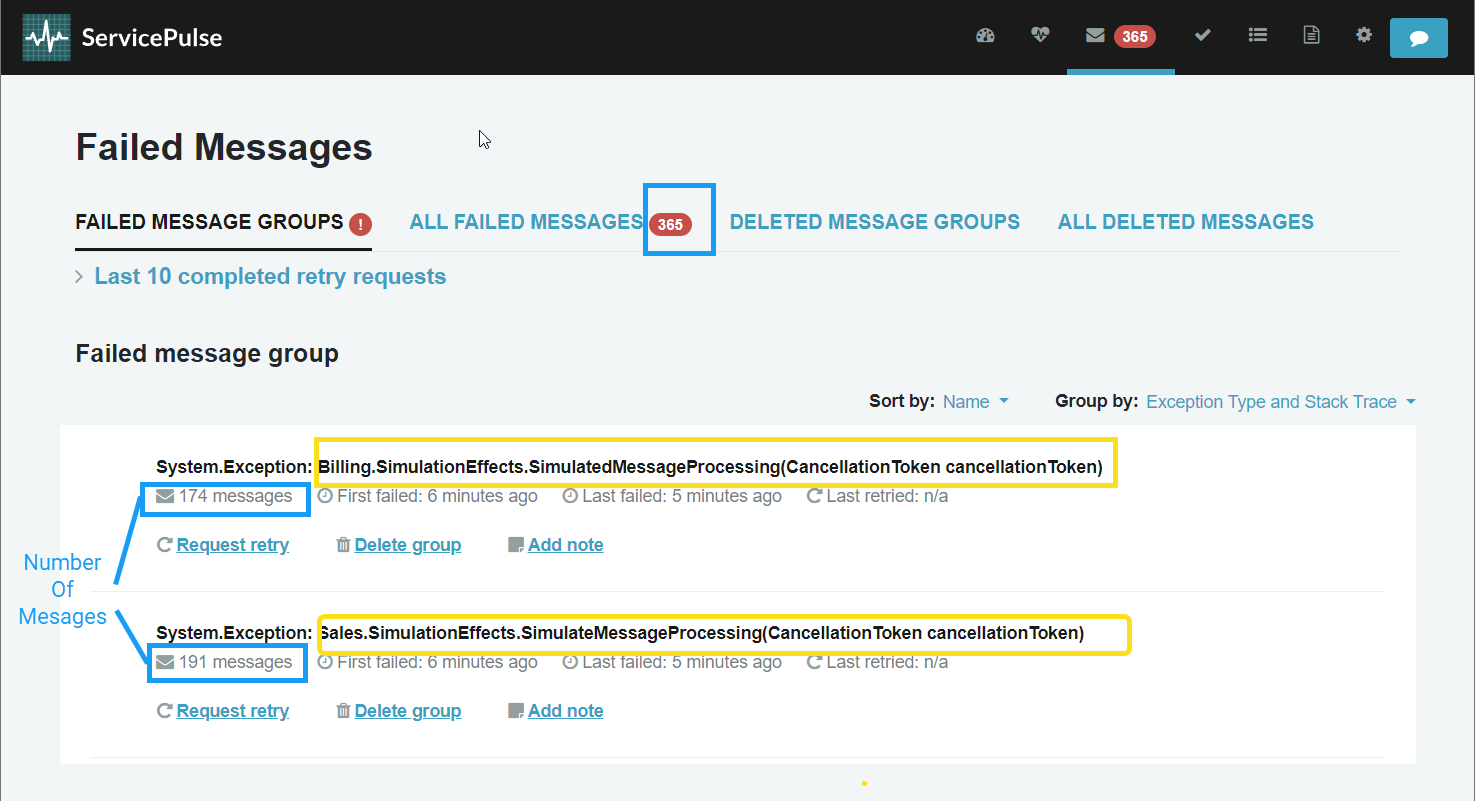 ServicePulse
365
Failed Messages
FAILED MESSAGE GROUPS ! ALL FAILED MESSAGES 365 DELETED MESSAGE GROUPS ALL DELETED MESSAGES
Last 10 completed retry requests
Failed message group
Sort by: Name Group by: Exception Type and Stack Trace
System.Exception: Billing.SimulationEffects.SimulatedMessageProcessing(CancellationToken cancellationToken)
174 messages First failed: 6 minutes ago Last failed: 5 minutes ago Last retried: n/a
Request retry Delete group Add note
Number
Of
Mesages
System.Exception: Sales.SimulationEffects.SimulateMessageProcessing(CancellationToken cancellationToken)
191 messages First failed: 6 minutes ago Last failed: 5 minutes ago Last retried: n/a
Request retry Delete group Add note